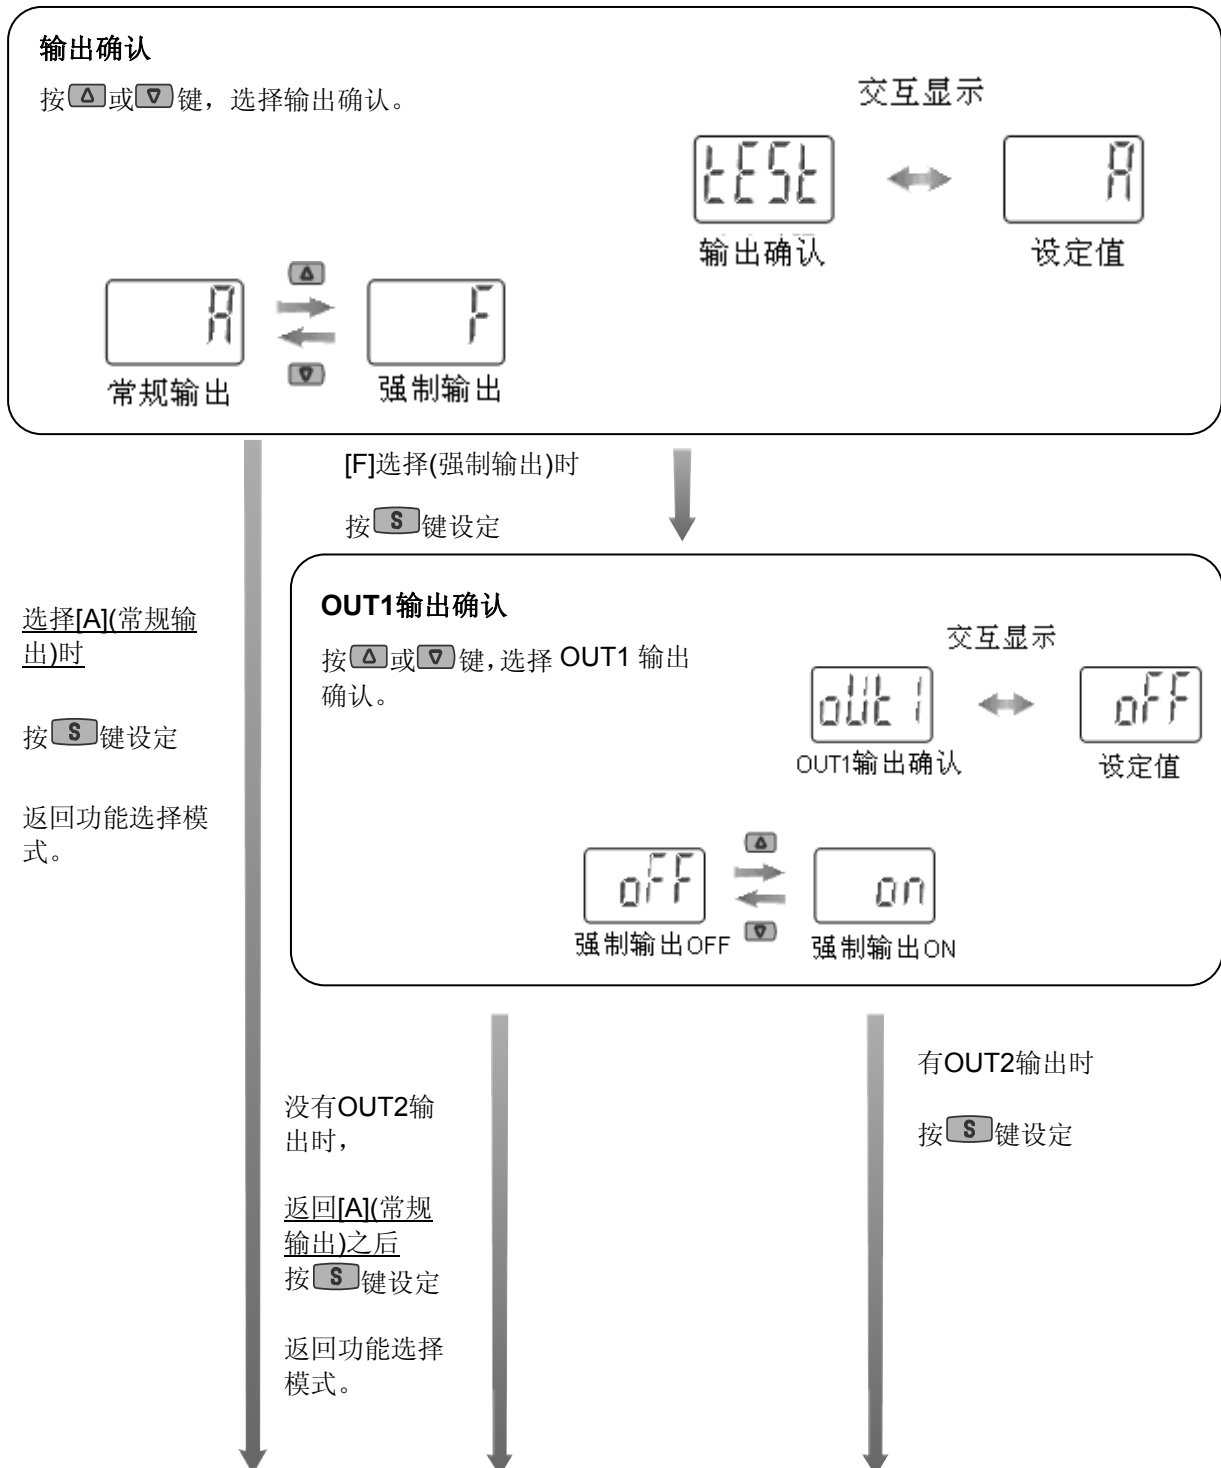 输出确认
按△或▽键，选择输出确认。
交互显示
tESt
A
输出确认
设定值
A
F
常规输出
强制输出
[F]选择(强制输出)时
按S键设定
选择[A](常规输
出)时
按S键设定
返回功能选择模
式。
OUT1输出确认
按△或▽键，选择 OUT1 输出
确认。
交互显示
oUt1
oFF
OUT1输出确认
设定值
oFF
on
强制输出OFF
强制输出ON
没有OUT2输
出时，
返回[A](常规
输出)之后
按S键设定
返回功能选择
模式。
有OUT2输出时
按S键设定